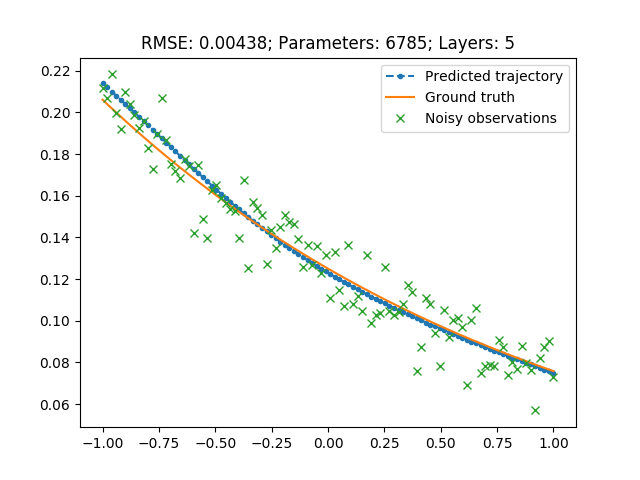 RMSE: 0.00438; Parameters: 6785; Layers: 5
Predicted trajectory
Ground truth
Noisy observations
0.22
0.20
0.18
0.16
0.14
0.12
0.10
0.08
0.06
−1.00 −0.75 −0.50 −0.25 0.00 0.25 0.50 0.75 1.00